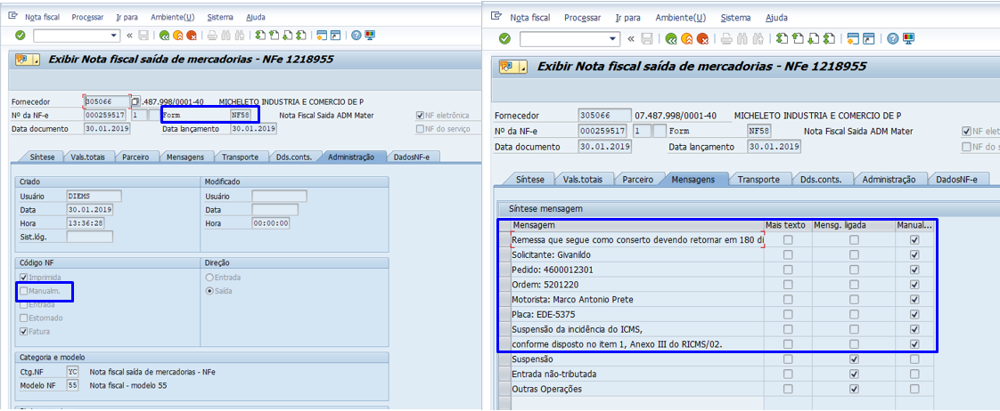 Nota fiscal Processar Ir para Ambiente(U) Sistema Ajuda
Exibir Nota fiscal saída de mercadorias - NFe 1218955
Fornecedor 305066 .487.998/0001-40 MICHELETO INDUSTRIA E COMERCIO DE P
Nº da NF-e 000259517 1 Form NF58 Nota Fiscal Saida ADM Mater NF eletrônica
Data documento 30.01.2019 Data lançamento 30.01.2019 NF do serviço
Síntese Vals.totais Parceiro Mensagens Transporte Dds.conts. Administração DadosNF-e
Criado Modificado
Usuário DIEMS Usuário
Data 30.01.2019 Data
Hora 13:36:28 Hora 00:00:00
Sist.lóg.
Código NF Direção
Imprimida Entrada
Manualm. Saída
Entrada
Estornado
Fatura
Categoria e modelo
Ctg.NF YC Nota fiscal saída de mercadorias - NFe
Modelo NF 55 Nota fiscal - modelo 55
Nota fiscal Processar Ir para Ambiente(U) Sistema Ajuda
Exibir Nota fiscal saída de mercadorias - NFe 1218955
Fornecedor 305066 07.487.998/0001-40 MICHELETO INDUSTRIA E COMERCIO DE P
Nº da NF-e 000259517 1 Form NF58 Nota Fiscal Saida ADM Mater NF elet
Data documento 30.01.2019 Data lançamento 30.01.2019 NF do s
Síntese Vals.totais Parceiro Mensagens Transporte Dds.conts. Administração DadosNF-e
Síntese mensagem
Mensagem Mais texto Mensg. ligada Manual...
Remessa que segue como conserto devendo retornar em 180 di
Solicitante: Givanildo
Pedido: 4600012301
Ordem: 5201220
Motorista: Marco Antonio Prete
Placa: EDE-5375
Suspensão da incidência do ICMS,
conforme disposto no item 1, Anexo III do RICMS/02.
Suspensão
Entrada não-tributada
Outras Operações